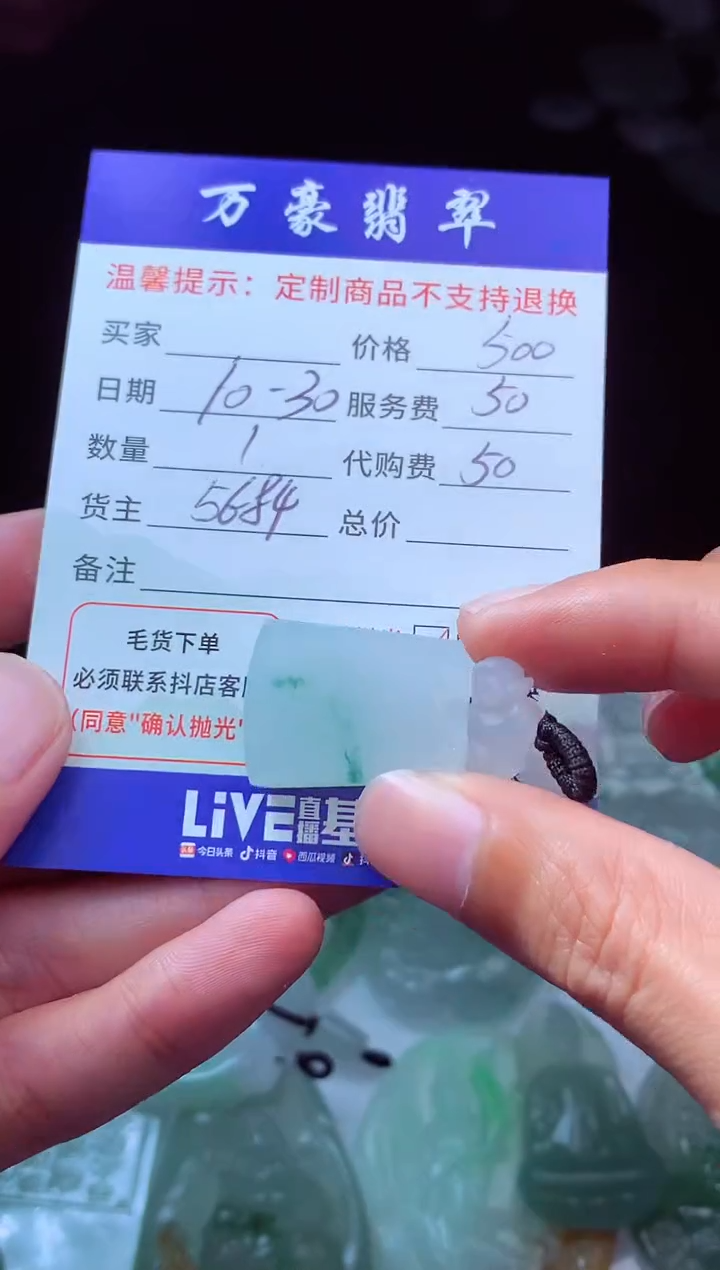 万豪翡翠
温馨提示：定制商品不支持退换
买家 价格 500
日期 10-30 服务费 50
数量 1 代购费 50
货主 5684 总价
备注
毛货下单
必须联系抖店客
（同意"确认抛光"
LiVE直播基
今日头条 抖音 西瓜视频 抖